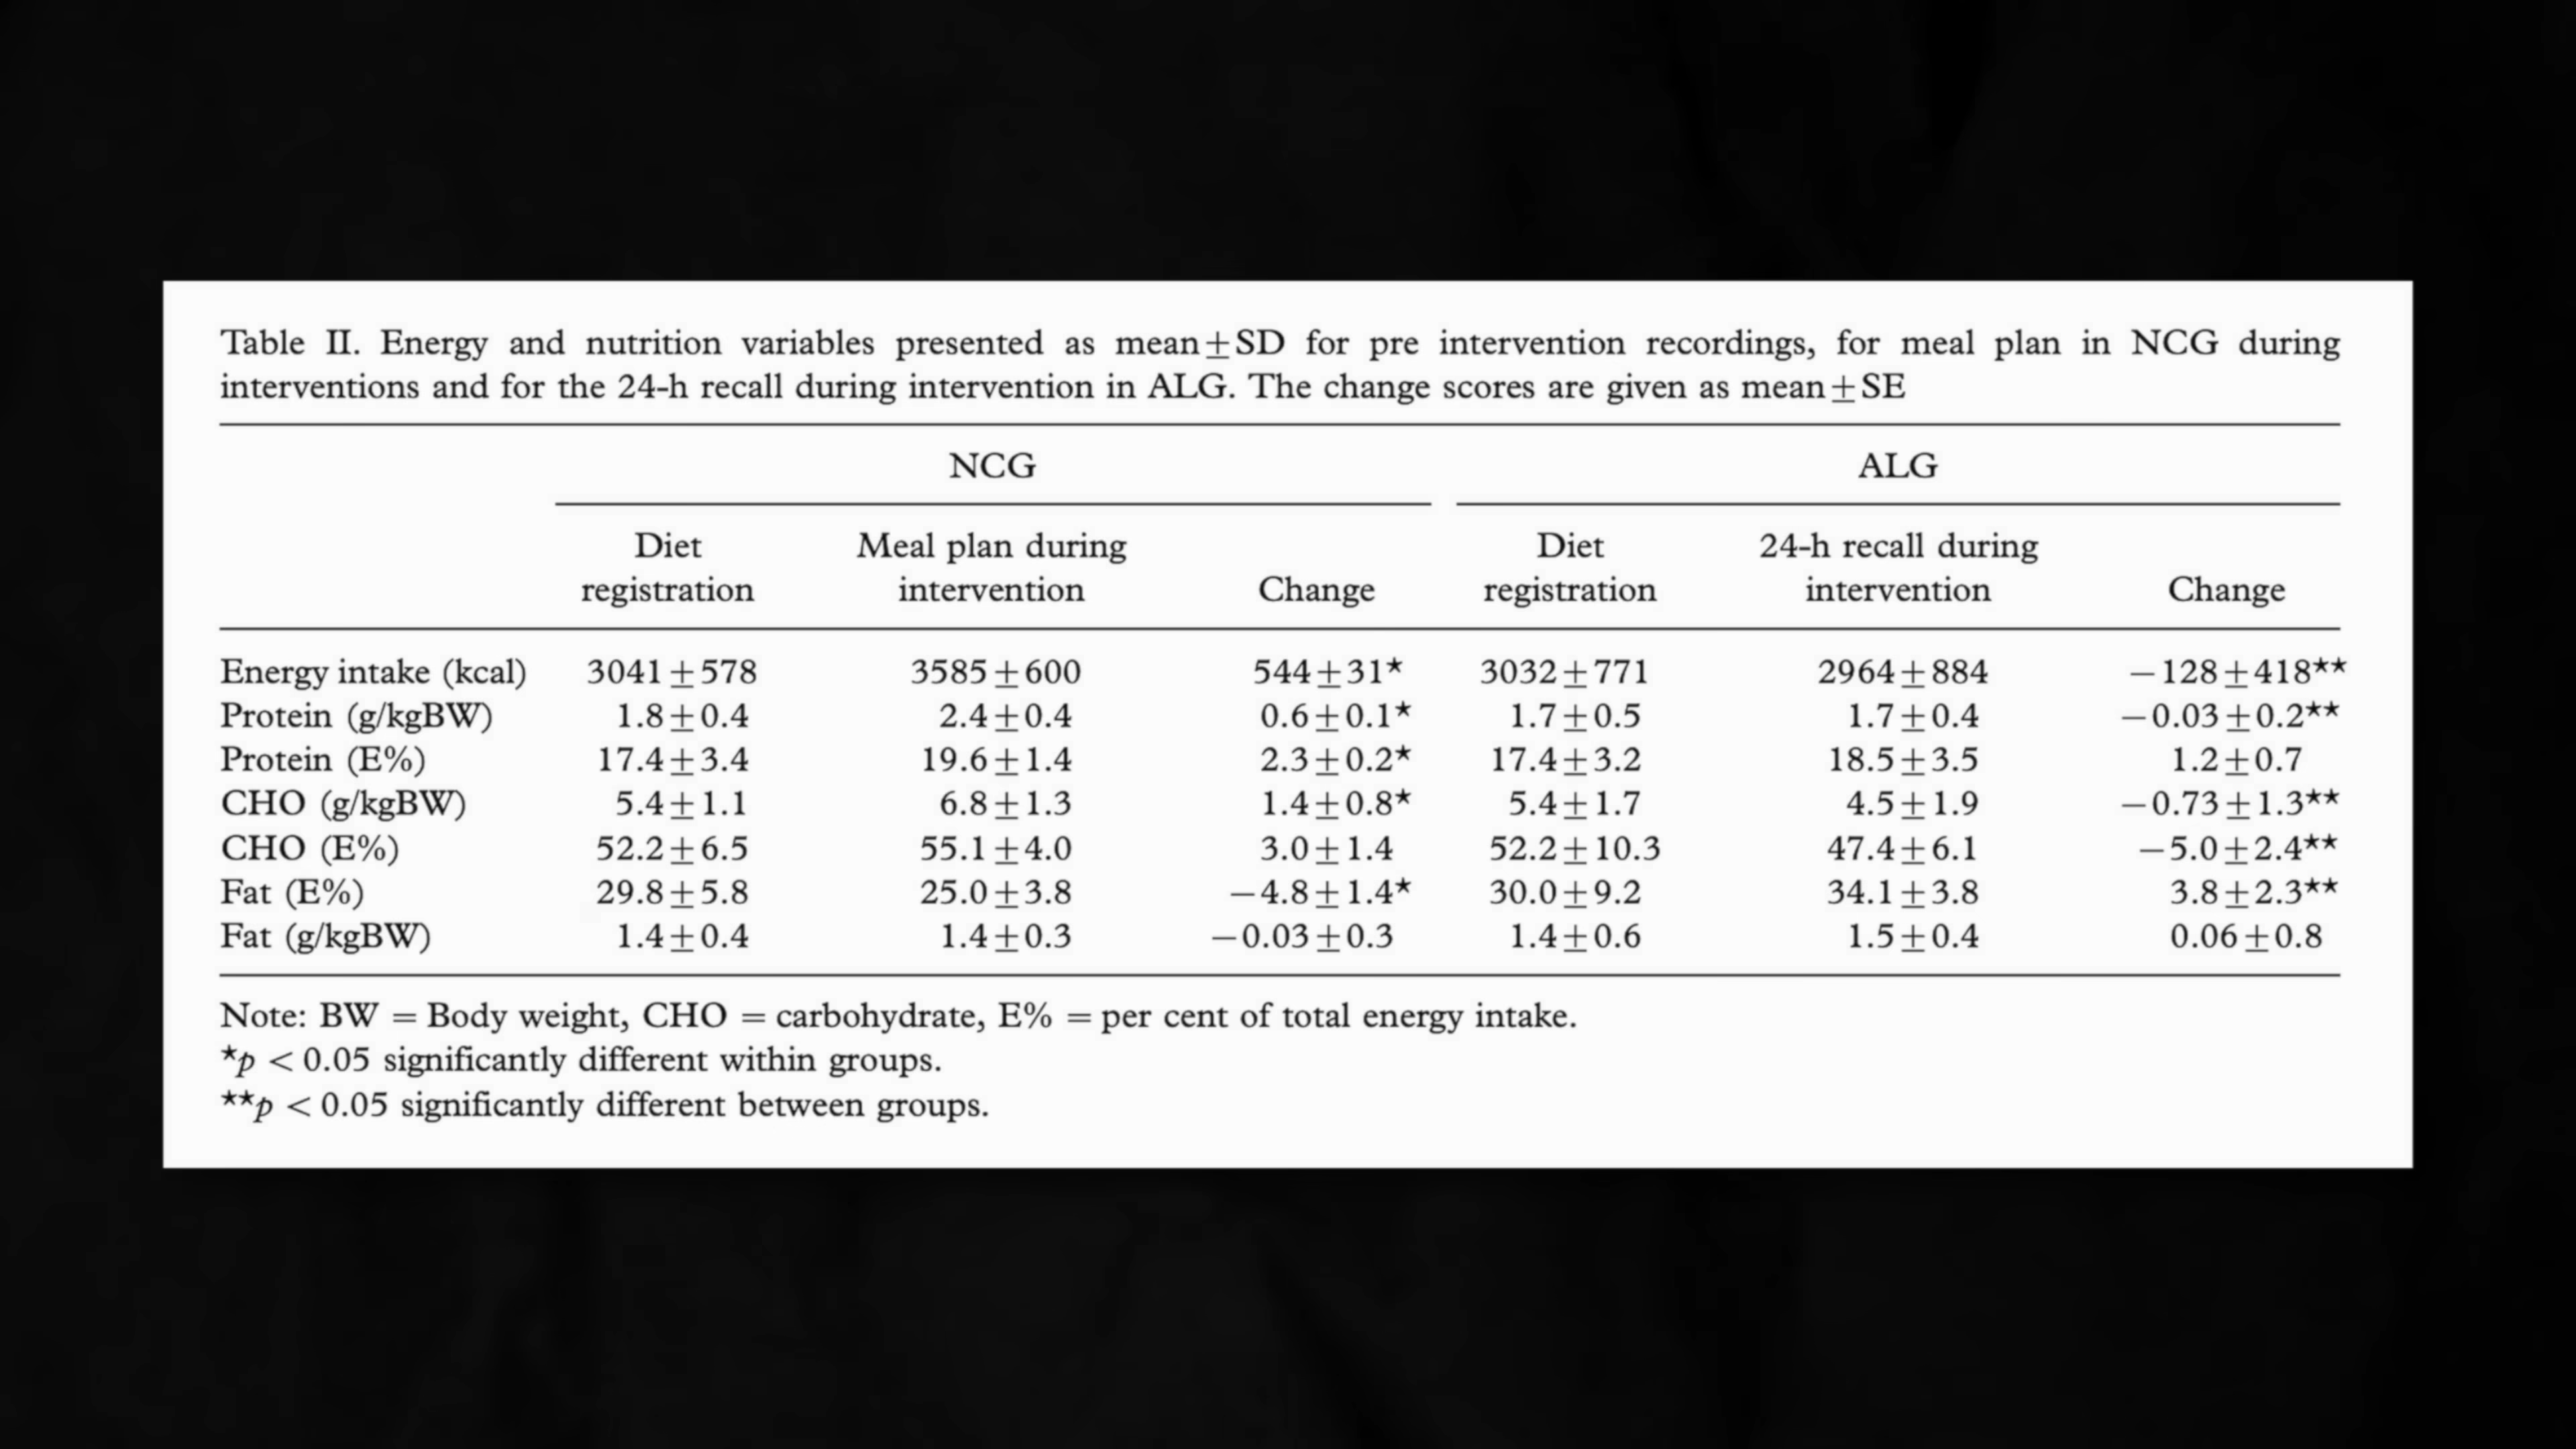 Table II. Energy and nutrition variables presented as mean±SD for pre intervention recordings, for meal plan in NCG during
interventions and for the 24-h recall during intervention in ALG. The change scores are given as mean±SE
NCG ALG
Diet Meal plan during Diet 24-h recall during
registration intervention Change registration intervention Change
Energy intake (kcal) 3041±578 3585±600 544±31* 3032±771 2964±884 −128±418**
Protein (g/kgBW) 1.8±0.4 2.4±0.4 0.6±0.1* 1.7±0.5 1.7±0.4 −0.03±0.2**
Protein (E%) 17.4±3.4 19.6±1.4 2.3±0.2* 17.4±3.2 18.5±3.5 1.2±0.7
CHO (g/kgBW) 5.4±1.1 6.8±1.3 1.4±0.8* 5.4±1.7 4.5±1.9 −0.73±1.3**
CHO (E%) 52.2±6.5 55.1±4.0 3.0±1.4 52.2±10.3 47.4±6.1 −5.0±2.4**
Fat (E%) 29.8±5.8 25.0±3.8 −4.8±1.4* 30.0±9.2 34.1±3.8 3.8±2.3**
Fat (g/kgBW) 1.4±0.4 1.4±0.3 −0.03±0.3 1.4±0.6 1.5±0.4 0.06±0.8
Note: BW = Body weight, CHO = carbohydrate, E% = per cent of total energy intake.
*p < 0.05 significantly different within groups.
**p < 0.05 significantly different between groups.